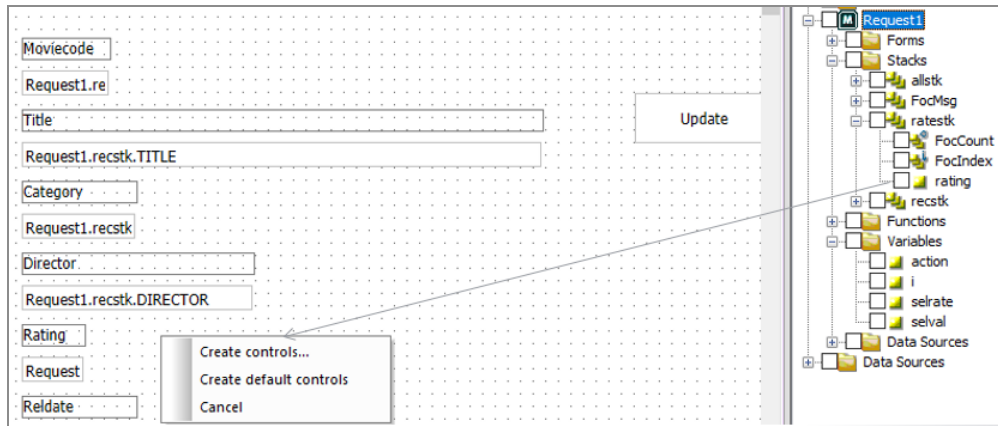 Moviecode
Request1.re
Title
Request1.recstk.TITLE
Category
Request1.recstk
Director
Request1.recstk.DIRECTOR
Rating
Request
Reldate
Update
Create controls...
Create default controls
Cancel
Request1
Forms
Stacks
allstk
FocMsg
ratestk
FocCount
FocIndex
rating
recstk
Functions
Variables
action
i
selrate
selval
Data Sources
Data Sources